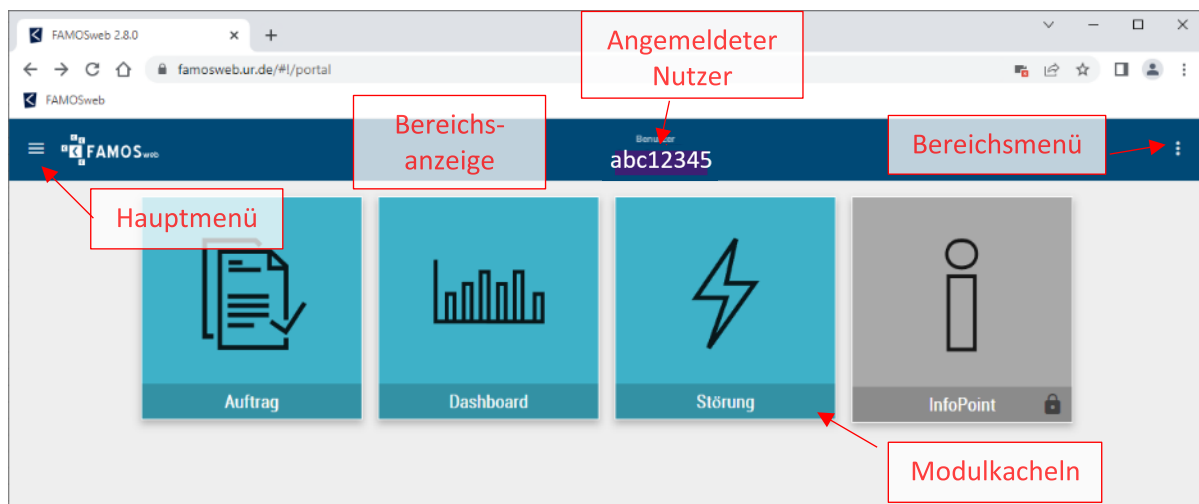 FAMOSweb 2.8.0
famosweb.ur.de/#!/portal
FAMOSweb
Angemeldeter
Nutzer
FAMOS web
Bereichs-
anzeige
Benutzer
abc12345
Bereichsmenü
Hauptmenü
Auftrag
Dashboard
Störung
InfoPoint
Modulkacheln